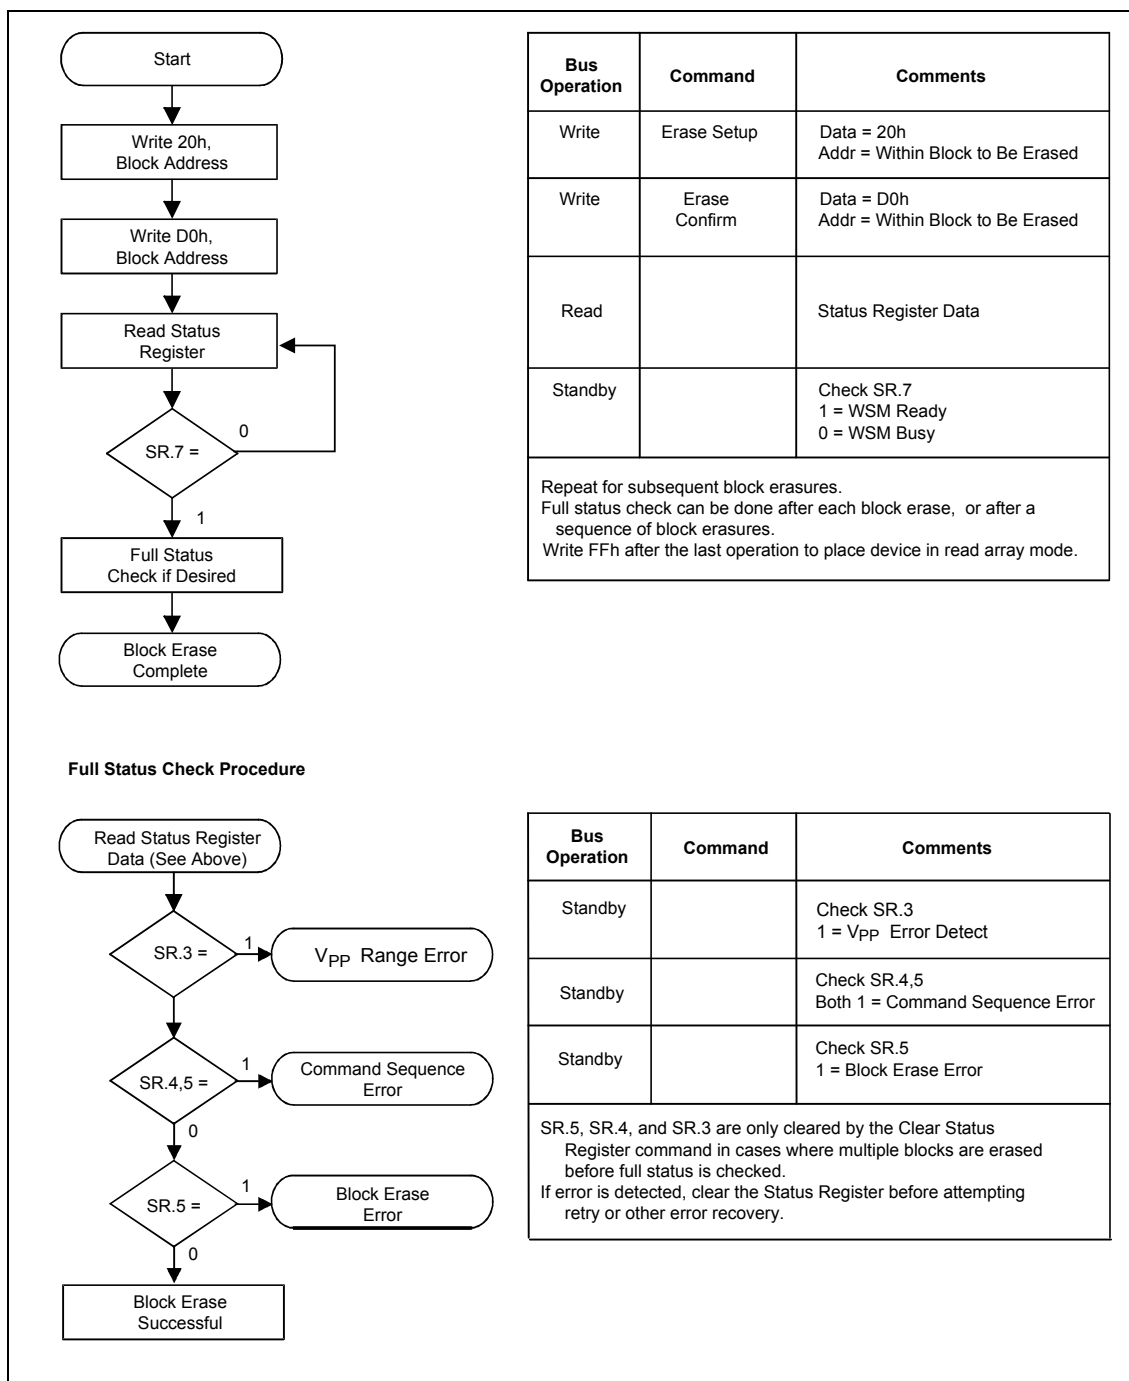 Start
Write 20h,
Block Address
Write D0h,
Block Address
Read Status
Register
SR.7 =
0
1
Full Status
Check if Desired
Block Erase
Complete
Bus
Operation
Command
Comments
Write
Erase Setup
Data = 20h
Addr = Within Block to Be Erased
Write
Erase
Confirm
Data = D0h
Addr = Within Block to Be Erased
Read
Status Register Data
Standby
Check SR.7
1 = WSM Ready
0 = WSM Busy
Repeat for subsequent block erasures.
Full status check can be done after each block erase, or after a
sequence of block erasures.
Write FFh after the last operation to place device in read array mode.
Full Status Check Procedure
Read Status Register
Data (See Above)
SR.3 =
1
VPP Range Error
SR.4,5 =
1
Command Sequence
Error
0
SR.5 =
1
Block Erase
Error
0
Block Erase
Successful
Bus
Operation
Command
Comments
Standby
Check SR.3
1 = VPP Error Detect
Standby
Check SR.4,5
Both 1 = Command Sequence Error
Standby
Check SR.5
1 = Block Erase Error
SR.5, SR.4, and SR.3 are only cleared by the Clear Status
Register command in cases where multiple blocks are erased
before full status is checked.
If error is detected, clear the Status Register before attempting
retry or other error recovery.